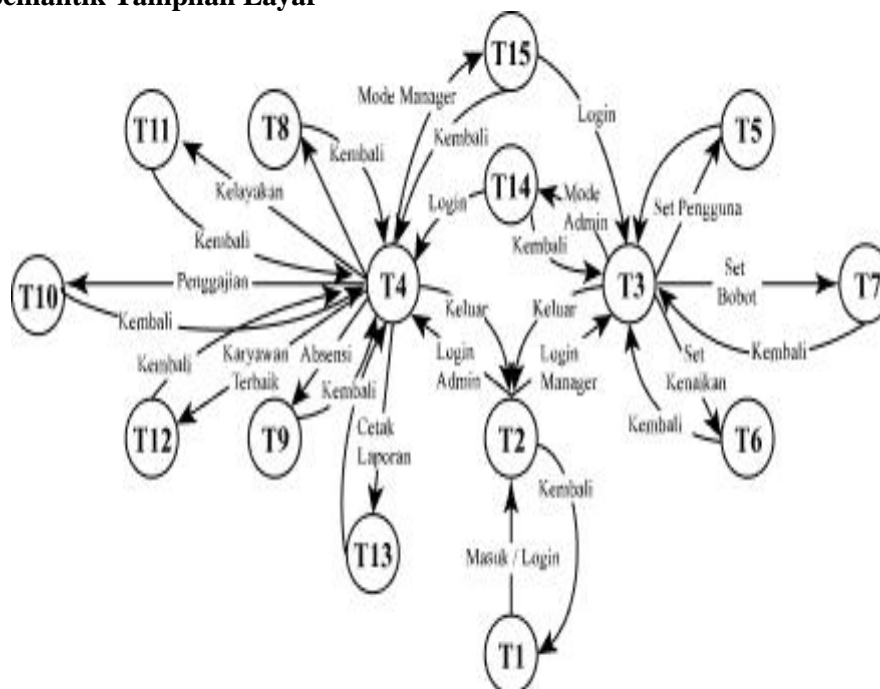 Semantik Tampilan Layar
T15
Mode Manager
Kembali
Login
T11
T8
Kembali
T5
Kelayakan
T14
Login
Mode
Admin
Set Pengguna
Kembali
Kembali
T10
Penggajian
T4
T3
Set
Bobot
T7
Kembali
Keluar
Keluar
Kembali
Karyawan
Terbaik
Absensi
Login
Admin
Login
Manager
Set
Kenaikan
Kembali
Kembali
Kembali
T12
T9
Cetak
Laporan
T2
T6
Kembali
T13
Masuk / Login
T1